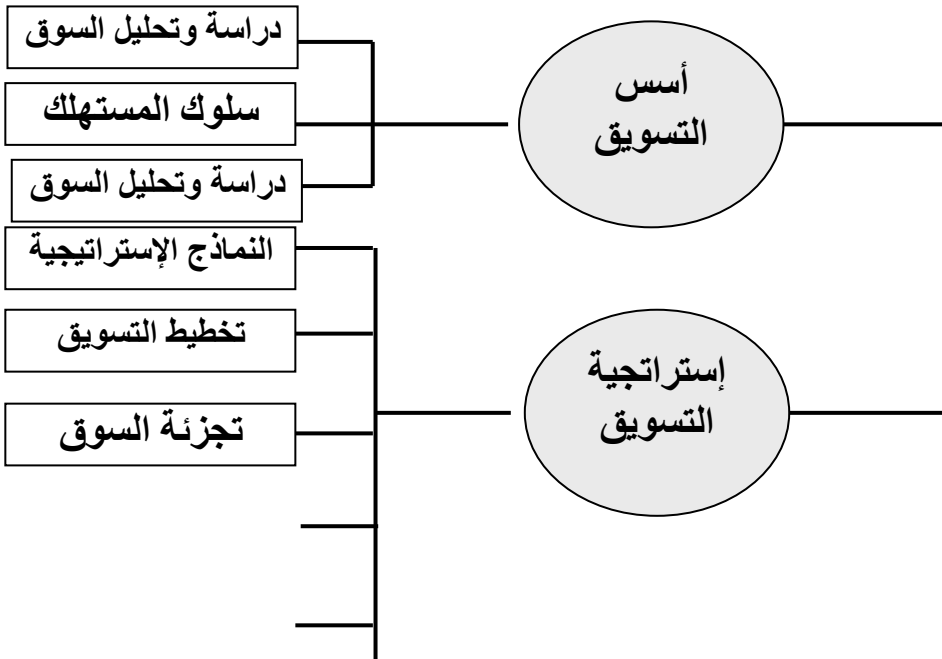 أسس
التسويق
دراسة وتحليل السوق
سلوك المستهلك
دراسة وتحليل السوق
إستراتجية
التسويق
النماذج الإستراتيجية
تخطيط التسويق
تجزئة السوق